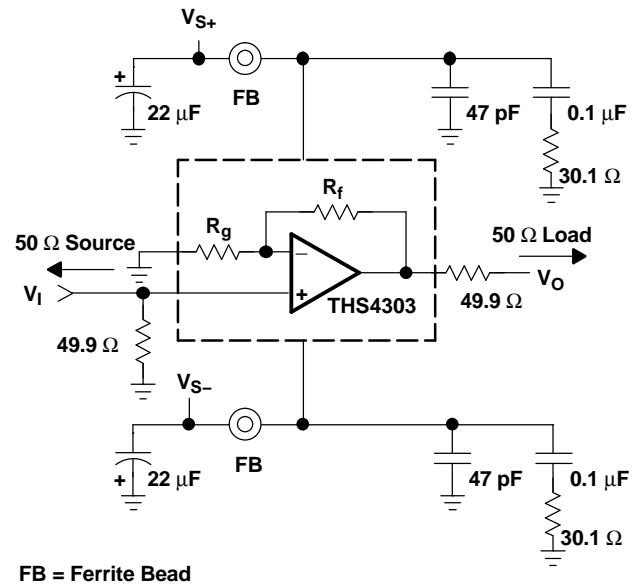 VS+
FB
+
22 µF
47 pF
0.1 µF
30.1 Ω
Rf
Rg
50 Ω Source
50 Ω Load
−
VI
+
THS4303
VO
49.9 Ω
49.9 Ω
VS−
FB
+
22 µF
47 pF
0.1 µF
30.1 Ω
FB = Ferrite Bead